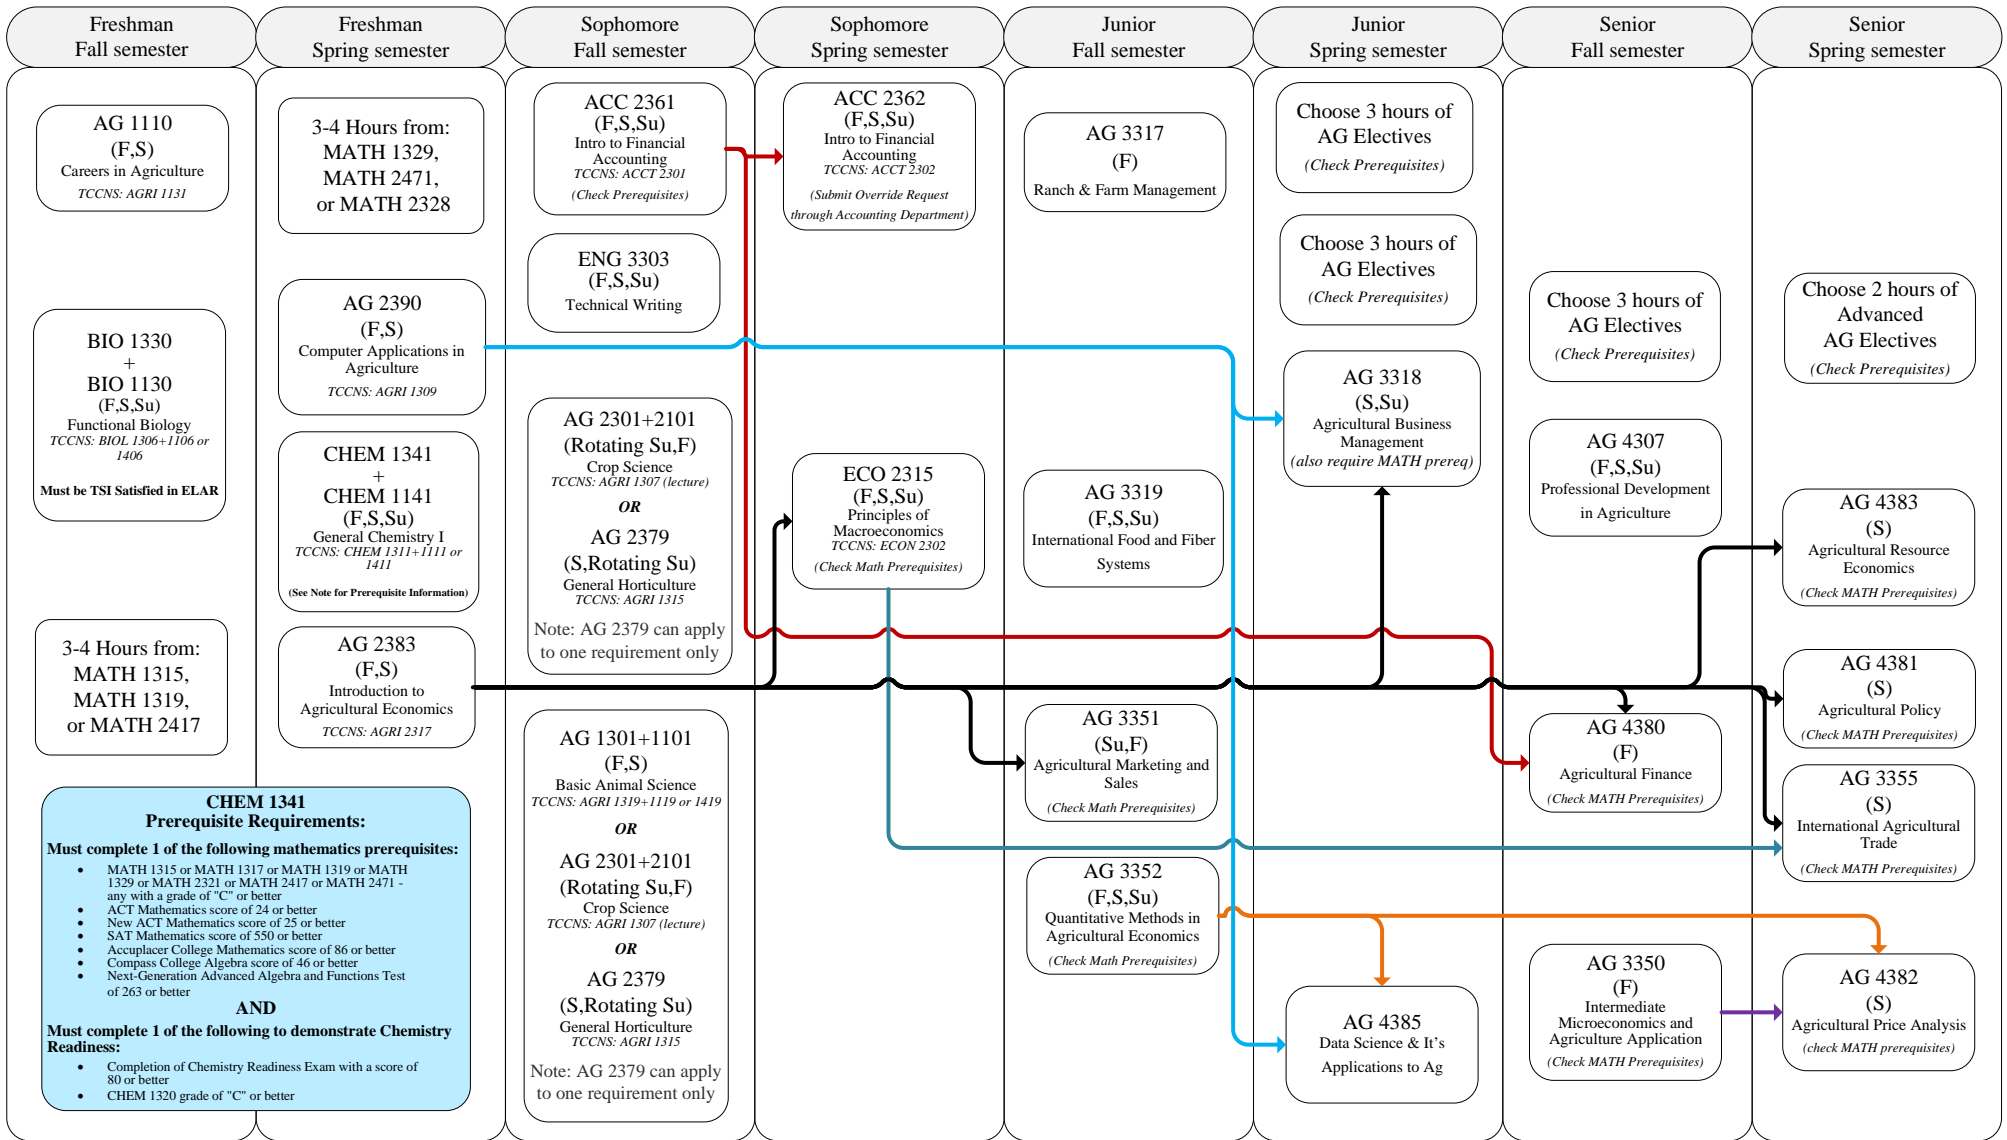 Freshman
Fall semester
AG 1110
(F,S)
Careers in Agriculture
TCCNS: AGRI 1131
BIO 1330
+
BIO 1130
(F,S,Su)
Functional Biology
TCCNS: BIOL 1306+1106 or
1406
Must be TSI Satisfied in ELAR
3-4 Hours from:
MATH 1315,
MATH 1319,
or MATH 2417
CHEM 1341
Prerequisite Requirements:
Must complete 1 of the following mathematics prerequisites:
• MATH 1315 or MATH 1317 or MATH 1319 or MATH
1329 or MATH 2321 or MATH 2417 or MATH 2471 -
any with a grade of "C" or better
• ACT Mathematics score of 24 or better
• New ACT Mathematics score of 25 or better
• SAT Mathematics score of 550 or better
• Accuplacer College Mathematics score of 86 or better
• Compass College Algebra score of 46 or better
• Next-Generation Advanced Algebra and Functions Test
of 263 or better
AND
Must complete 1 of the following to demonstrate Chemistry
Readiness:
• Completion of Chemistry Readiness Exam with a score of
80 or better
• CHEM 1320 grade of "C" or better
Freshman
Spring semester
3-4 Hours from:
MATH 1329,
MATH 2471,
or MATH 2328
AG 2390
(F,S)
Computer Applications in
Agriculture
TCCNS: AGRI 1309
CHEM 1341
+
CHEM 1141
(F,S,Su)
General Chemistry I
TCCNS: CHEM 1311+1111 or
1411
(See Note for Prerequisite Information)
AG 2383
(F,S)
Introduction to
Agricultural Economics
TCCNS: AGRI 2317
Sophomore
Fall semester
ACC 2361
(F,S,Su)
Intro to Financial
Accounting
TCCNS: ACCT 2301
(Check Prerequisites)
ENG 3303
(F,S,Su)
Technical Writing
AG 2301+2101
(Rotating Su,F)
Crop Science
TCCNS: AGRI 1307 (lecture)
OR
AG 2379
(S,Rotating Su)
General Horticulture
TCCNS: AGRI 1315
Note: AG 2379 can apply
to one requirement only
AG 1301+1101
(F,S)
Basic Animal Science
TCCNS: AGRI 1319+1119 or 1419
OR
AG 2301+2101
(Rotating Su,F)
Crop Science
TCCNS: AGRI 1307 (lecture)
OR
AG 2379
(S,Rotating Su)
General Horticulture
TCCNS: AGRI 1315
Note: AG 2379 can apply
to one requirement only
Sophomore
Spring semester
ACC 2362
(F,S,Su)
Intro to Financial
Accounting
TCCNS: ACCT 2302
(Submit Override Request
through Accounting Department)
ECO 2315
(F,S,Su)
Principles of
Macroeconomics
TCCNS: ECON 2302
(Check Math Prerequisites)
Junior
Fall semester
AG 3317
(F)
Ranch & Farm Management
AG 3319
(F,S,Su)
International Food and Fiber
Systems
AG 3351
(Su,F)
Agricultural Marketing and
Sales
(Check Math Prerequisites)
AG 3352
(F,S,Su)
Quantitative Methods in
Agricultural Economics
(Check Math Prerequisites)
Junior
Spring semester
Choose 3 hours of
AG Electives
(Check Prerequisites)
Choose 3 hours of
AG Electives
(Check Prerequisites)
AG 3318
(S,Su)
Agricultural Business
Management
(also require MATH prereq)
AG 4385
Data Science & It's
Applications to Ag
Senior
Fall semester
Choose 3 hours of
AG Electives
(Check Prerequisites)
AG 4307
(F,S,Su)
Professional Development
in Agriculture
AG 4380
(F)
Agricultural Finance
(Check MATH Prerequisites)
AG 3350
(F)
Intermediate
Microeconomics and
Agriculture Application
(Check MATH Prerequisites)
Senior
Spring semester
Choose 2 hours of
Advanced
AG Electives
(Check Prerequisites)
AG 4383
(S)
Agricultural Resource
Economics
(Check MATH Prerequisites)
AG 4381
(S)
Agricultural Policy
(Check MATH Prerequisites)
AG 3355
(S)
International Agricultural
Trade
(Check MATH Prerequisites)
AG 4382
(S)
Agricultural Price Analysis
(check MATH prerequisites)